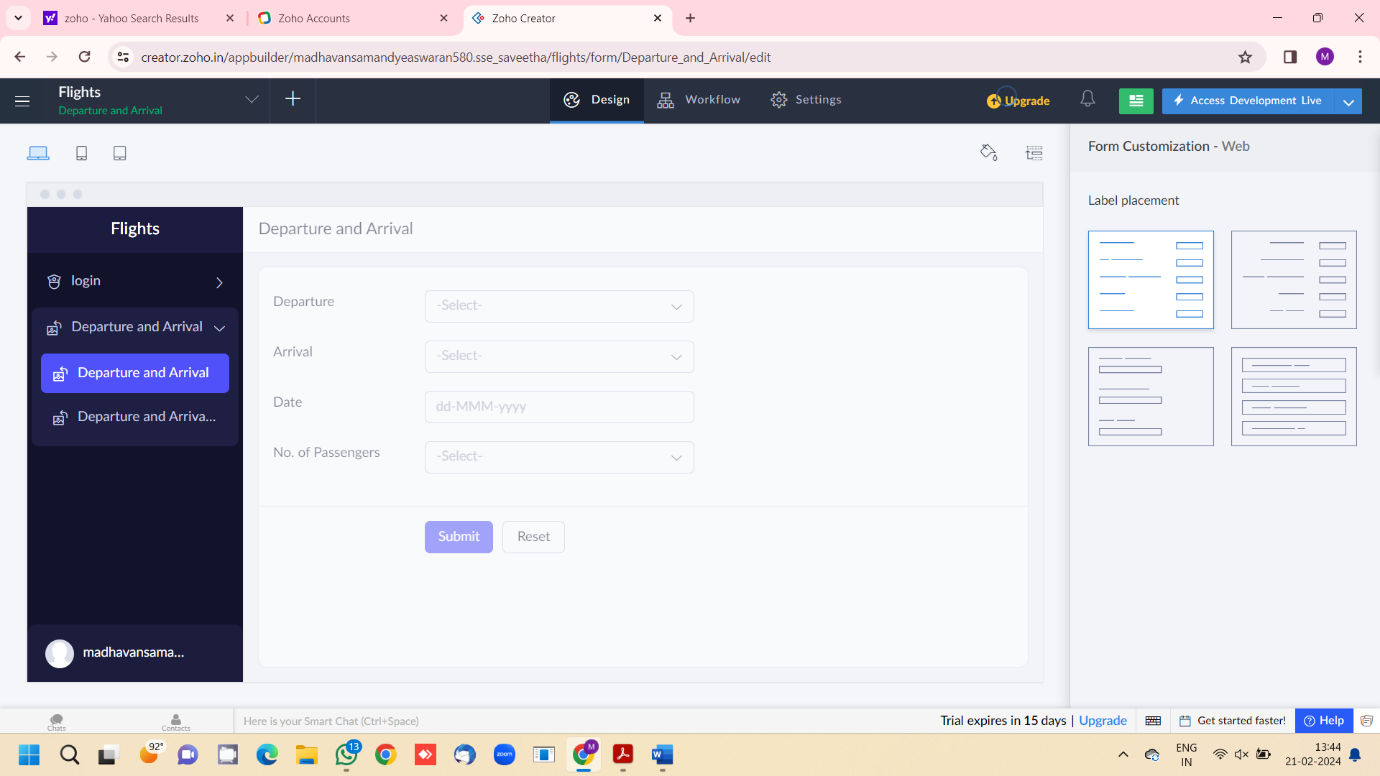 zoho - Yahoo Search Results
Zoho Accounts
Zoho Creator
creator.zoho.in/appbuilder/madhavansamandyeaswaran580.sse_saveetha/flights/form/Departure_and_Arrival/edit
M
Flights
Departure and Arrival
Design
Workflow
Settings
Upgrade
Access Development Live
Form Customization - Web
Label placement
Flights
login
Departure and Arrival
Departure and Arrival
Departure and Arriva...
madhavansama...
Departure and Arrival
Departure
-Select-
Arrival
-Select-
Date
dd-MMM-yyyy
No. of Passengers
-Select-
Submit
Reset
Chats
Contacts
Here is your Smart Chat (Ctrl+Space)
Trial expires in 15 days | Upgrade
Get started faster!
Help
92°
13
zoom
M
ENG
IN
13:44
21-02-2024